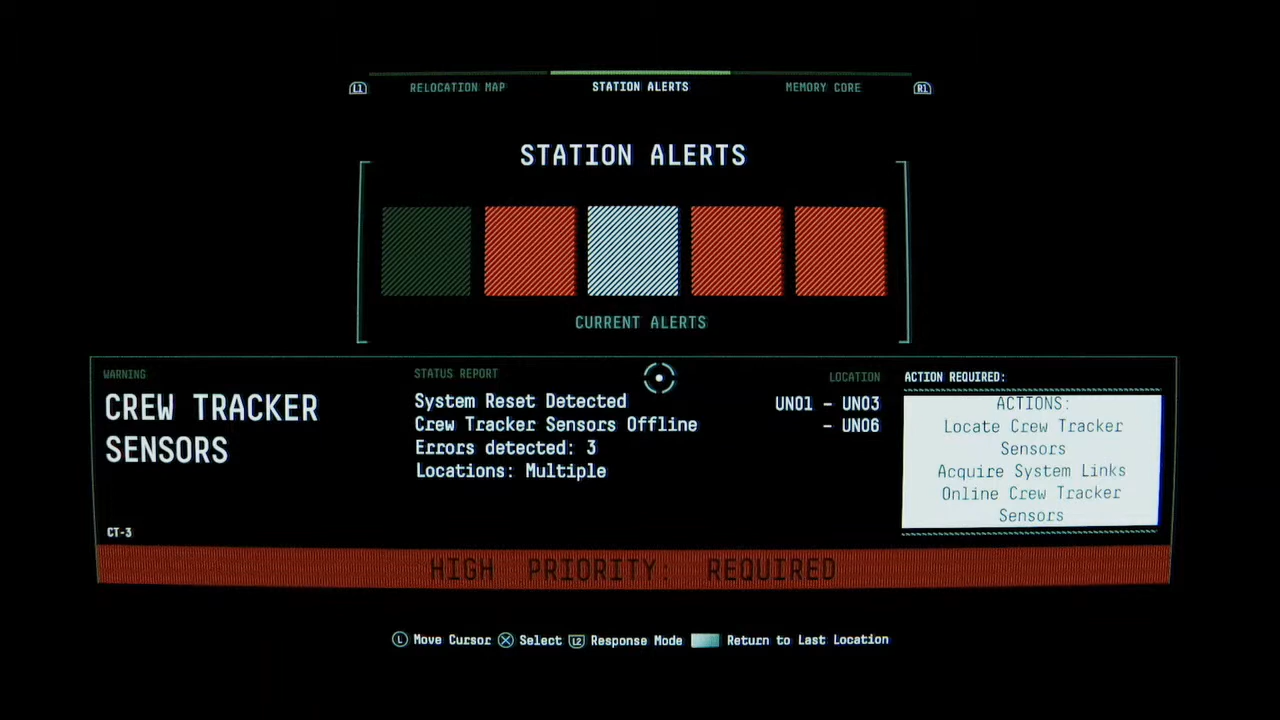 L1 RELOCATION MAP STATION ALERTS MEMORY CORE R1
STATION ALERTS
CURRENT ALERTS
WARNING
CREW TRACKER
SENSORS
CT-3
STATUS REPORT
System Reset Detected
Crew Tracker Sensors Offline
Errors detected: 3
Locations: Multiple
LOCATION
UN01 - UN03
- UN06
ACTION REQUIRED:
ACTIONS:
Locate Crew Tracker
Sensors
Acquire System Links
Online Crew Tracker
Sensors
HIGH PRIORITY: REQUIRED
L Move Cursor Select L2 Response Mode Return to Last Location